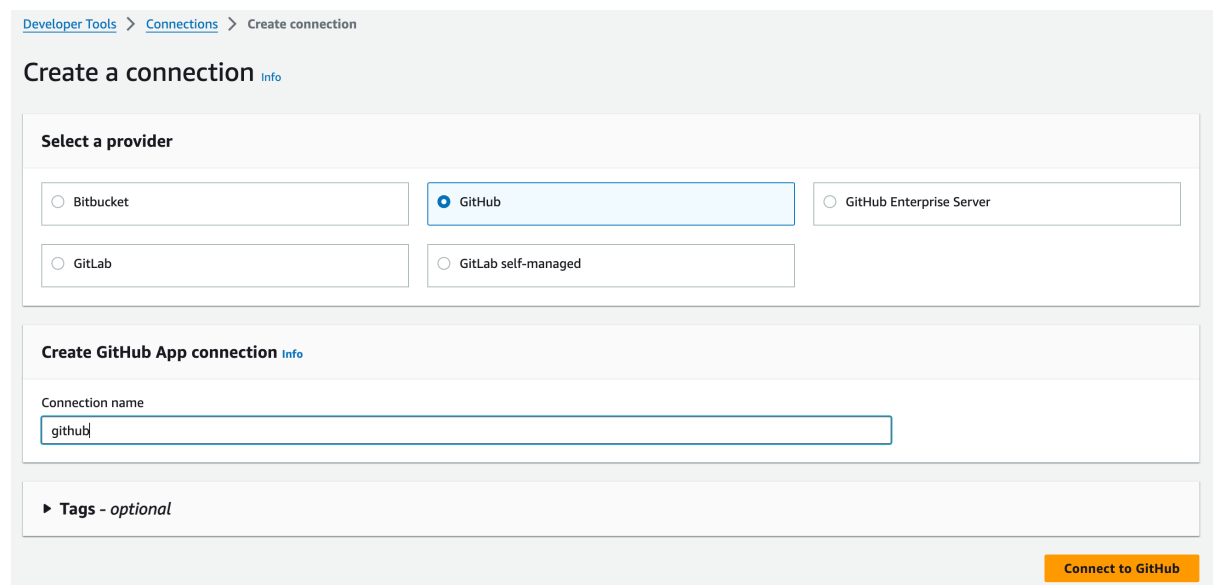 Developer Tools > Connections > Create connection
Create a connection Info
Select a provider
Bitbucket
GitHub
GitHub Enterprise Server
GitLab
GitLab self-managed
Create GitHub App connection Info
Connection name
github
Tags - optional
Connect to GitHub